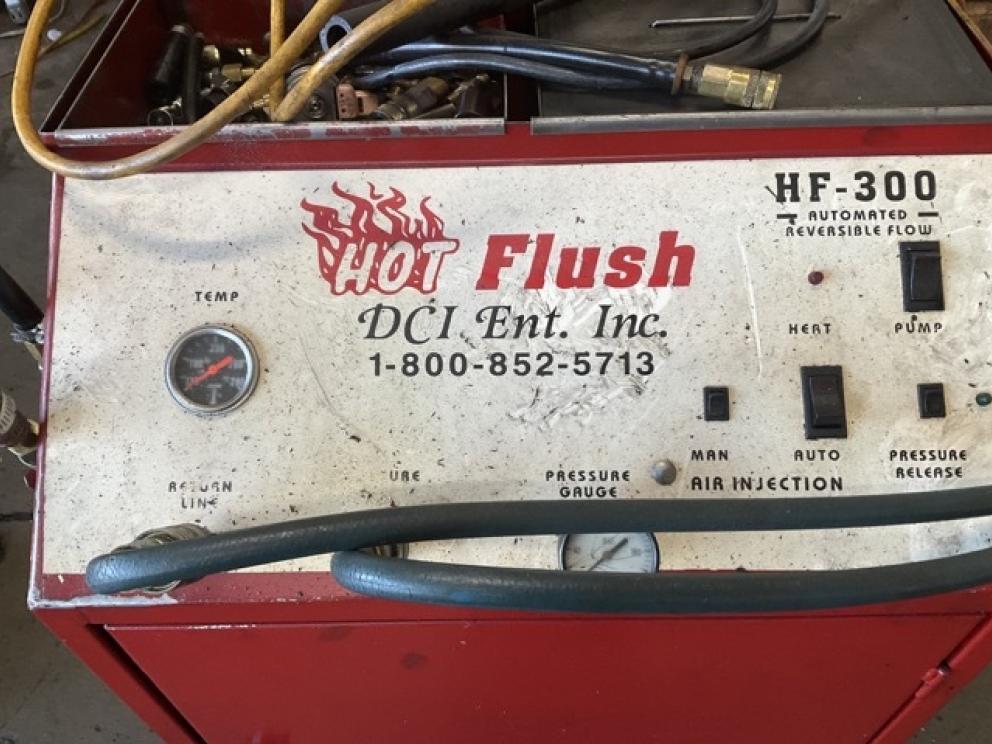 HF-300
AUTOMATED
REVERSIBLE FLOW
HOT Flush
DCI Ent. Inc.
1-800-852-5713
TEMP
HEAT
PUMP
MAN
AUTO
PRESSURE
RELEASE
AIR INJECTION
RETURN
LINE
URE
PRESSURE
GAUGE